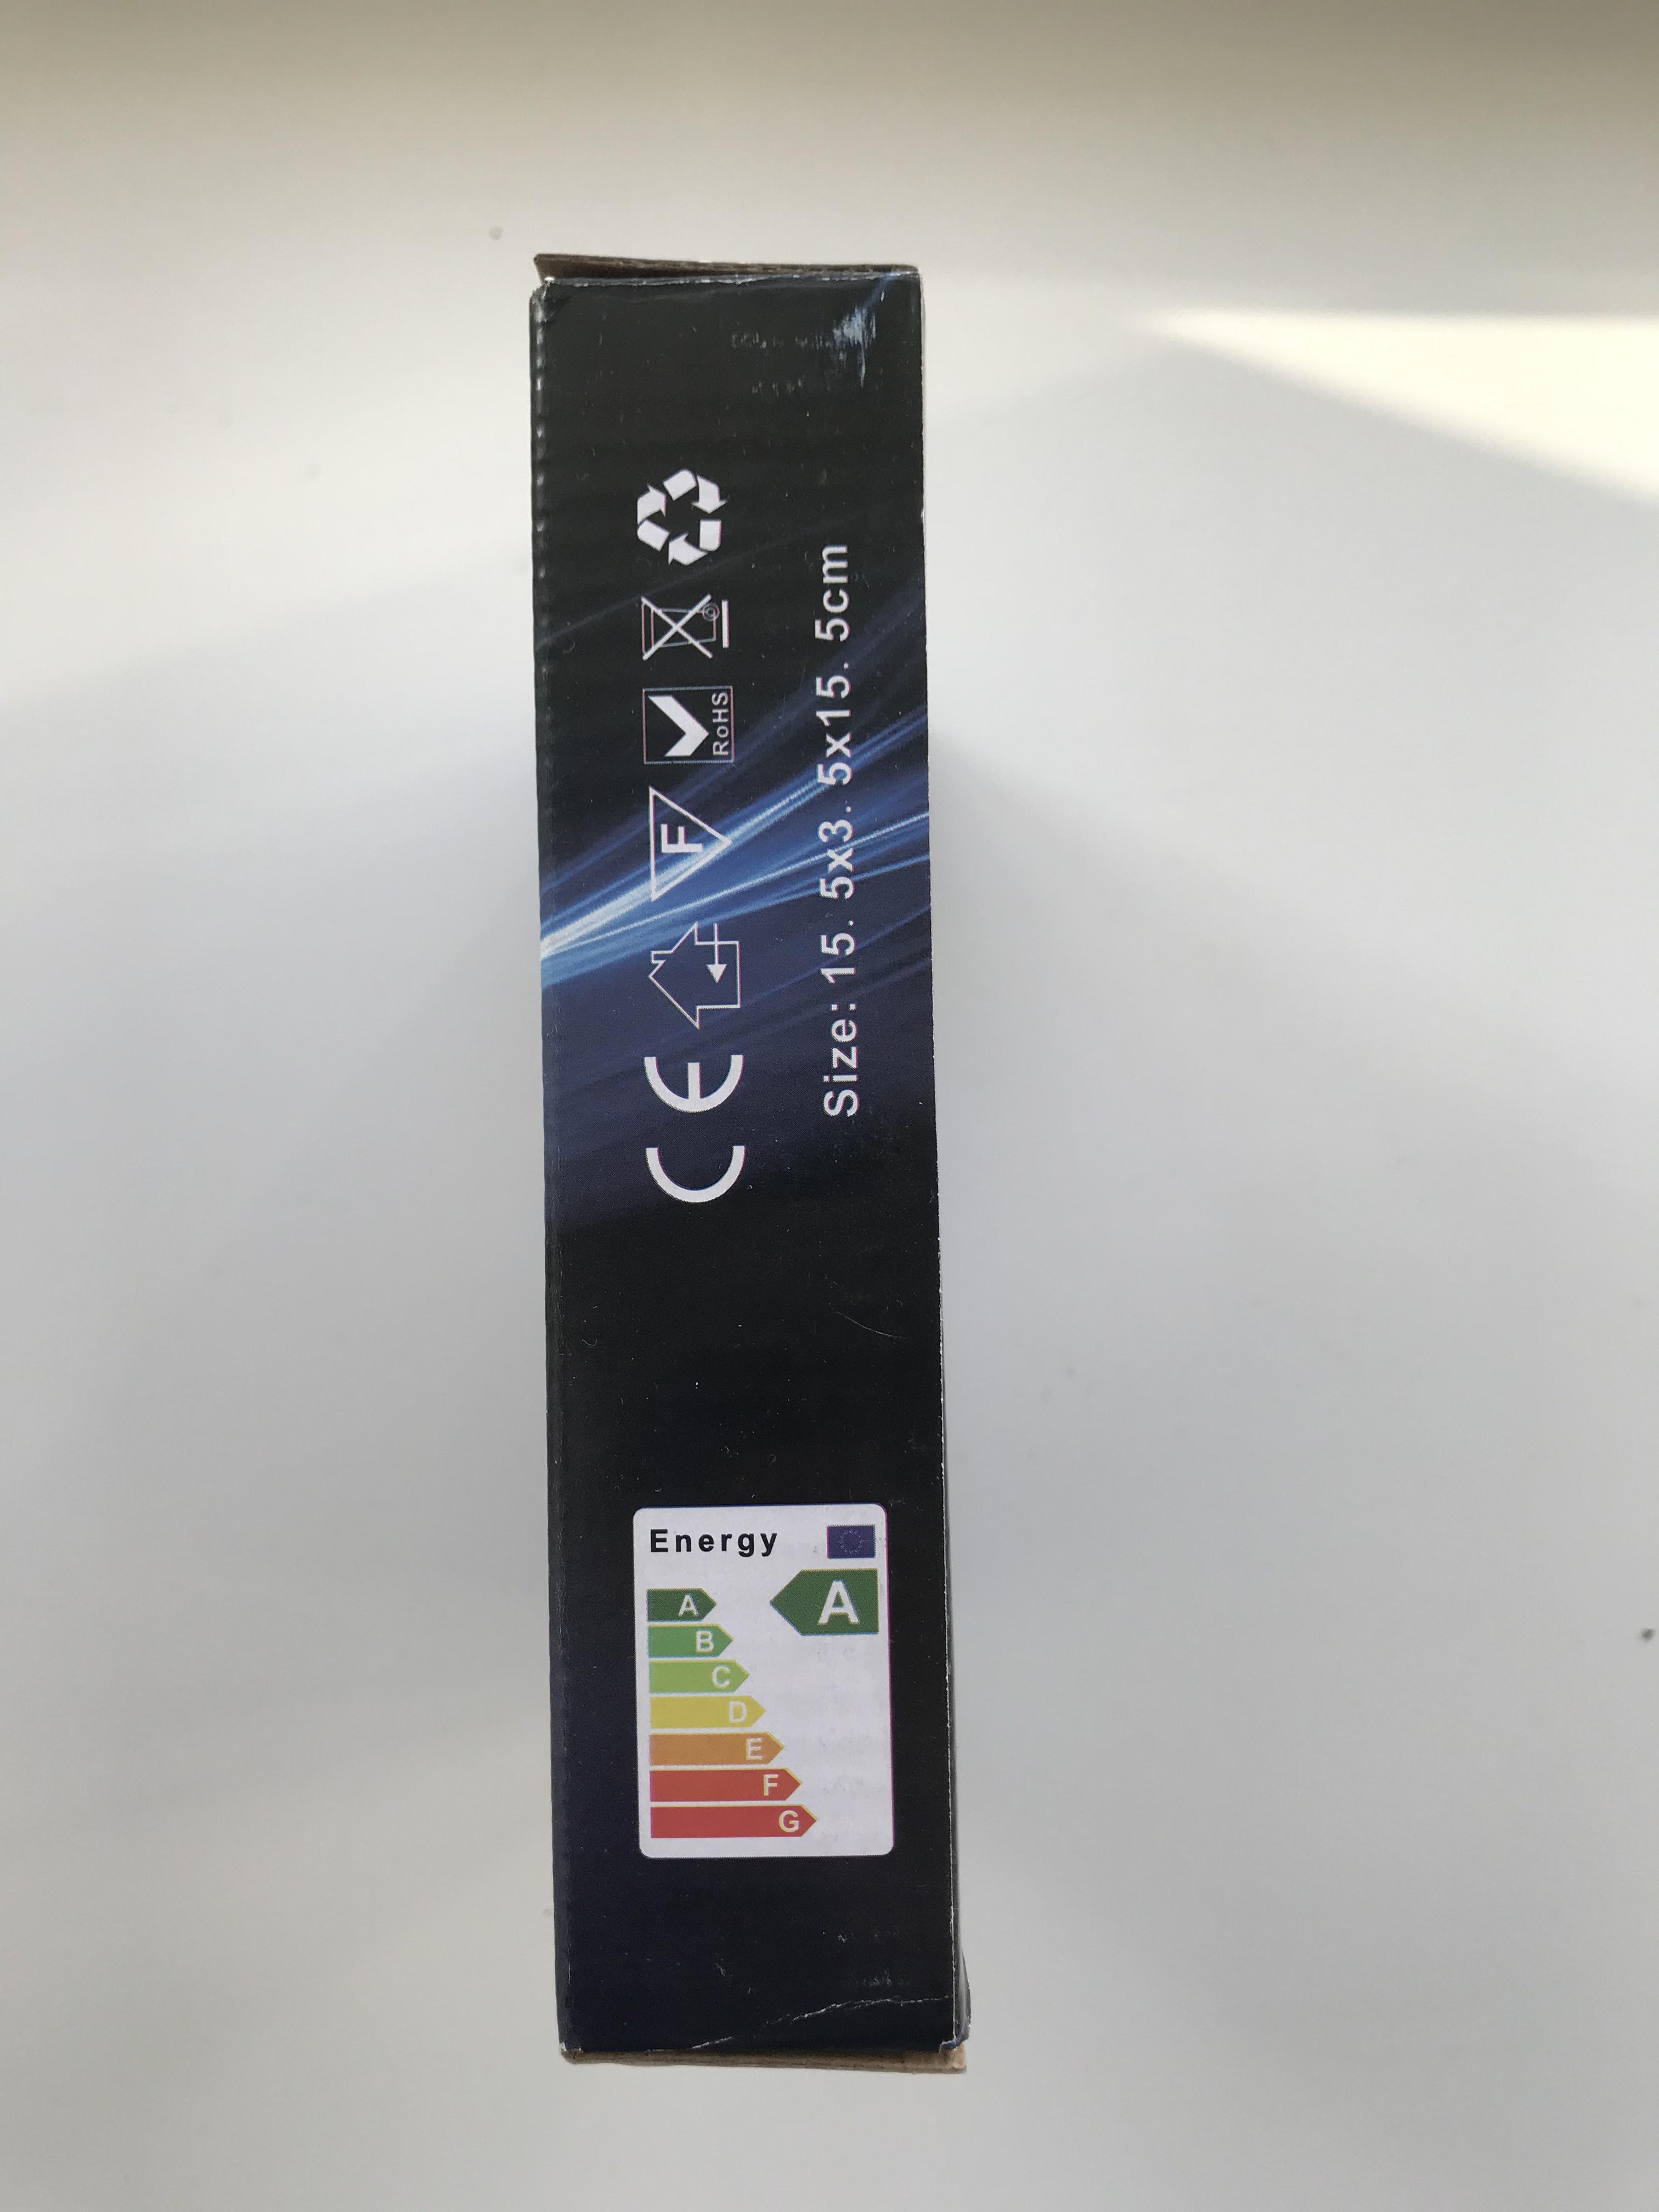 CE
F
RoHS
Size: 15. 5x3. 5x15. 5cm
Energy
A
A
B
C
D
E
F
G